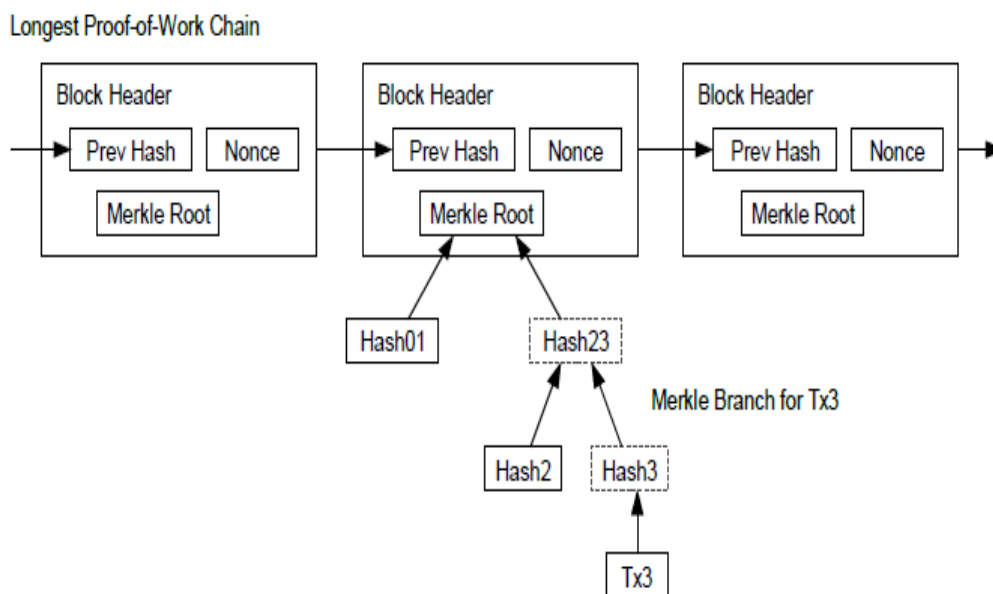 Longest Proof-of-Work Chain
Block Header Block Header Block Header
Prev Hash Nonce Prev Hash Nonce Prev Hash Nonce
Merkle Root Merkle Root Merkle Root
Hash01 Hash23
Merkle Branch for Tx3
Hash2 Hash3
Tx3